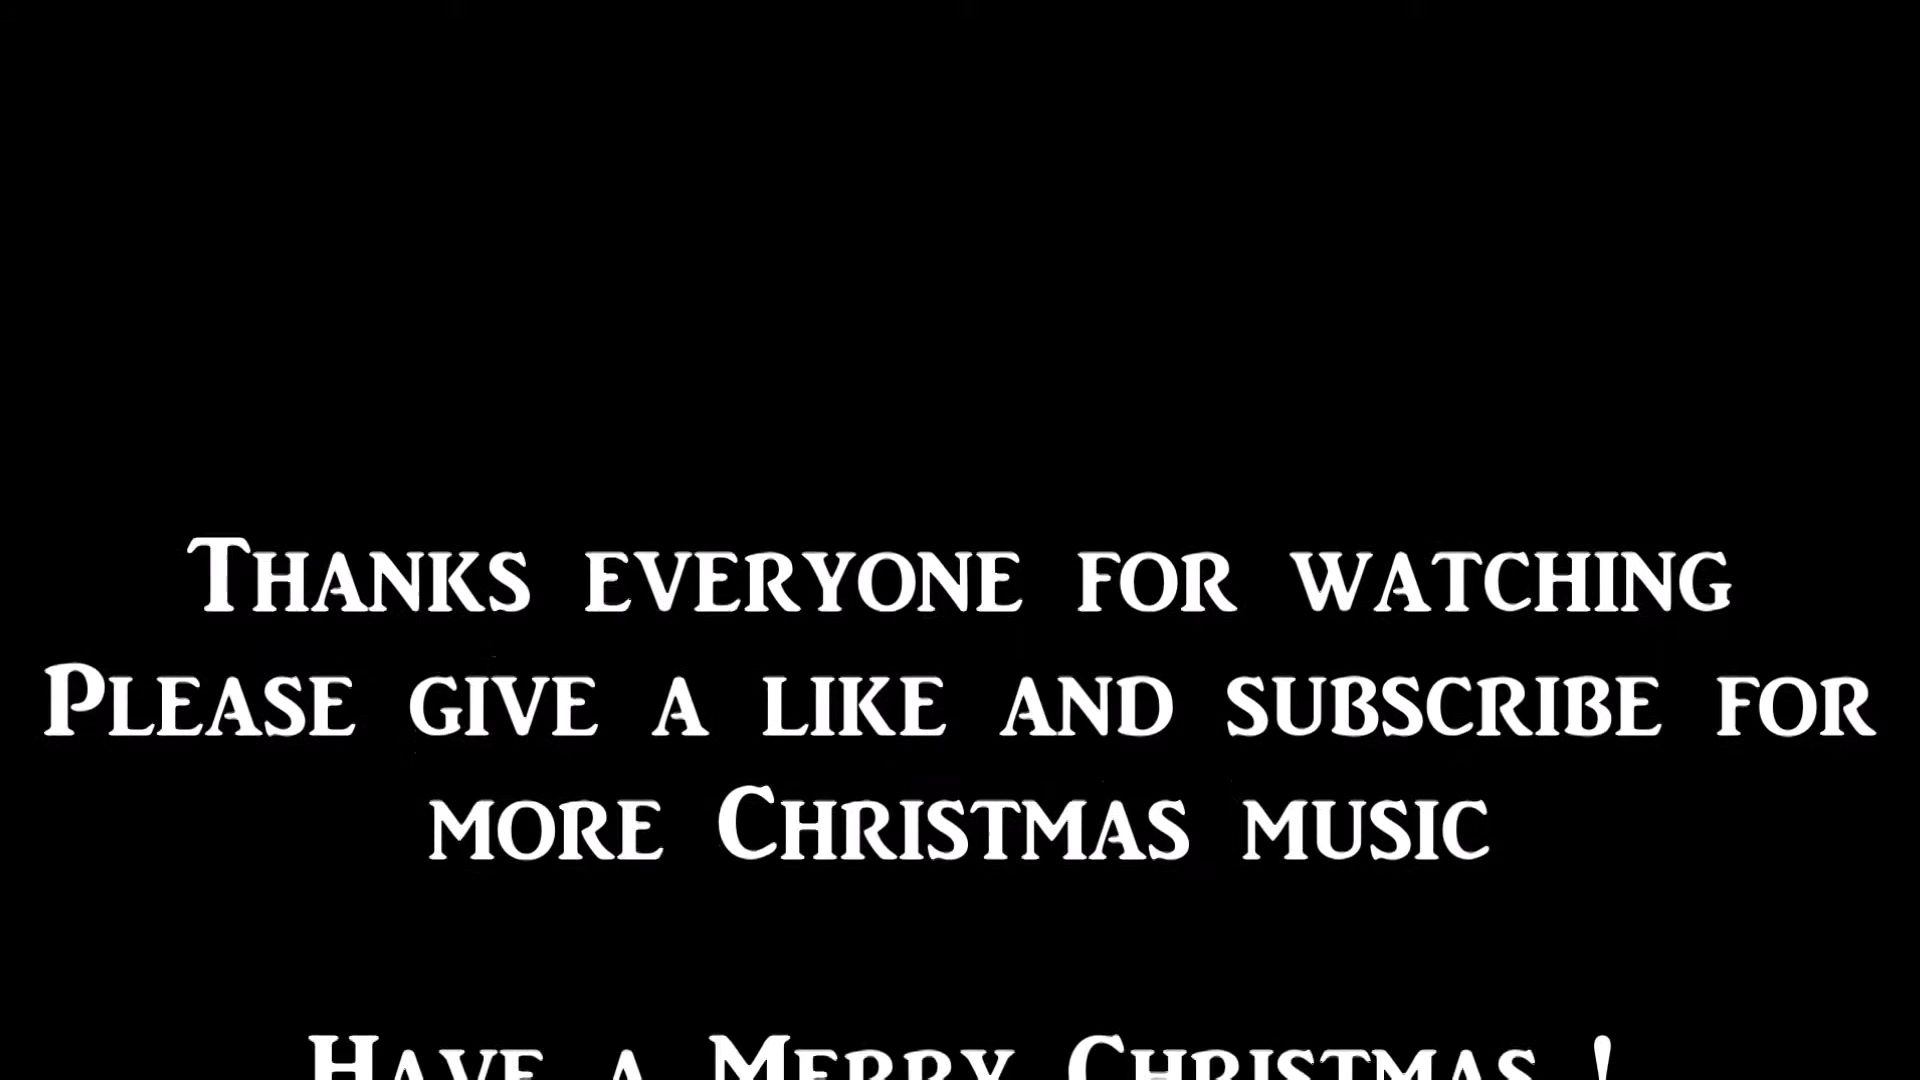 Thanks everyone for watching
Please give a like and subscribe for
more Christmas music
Have a Merry Christmas !